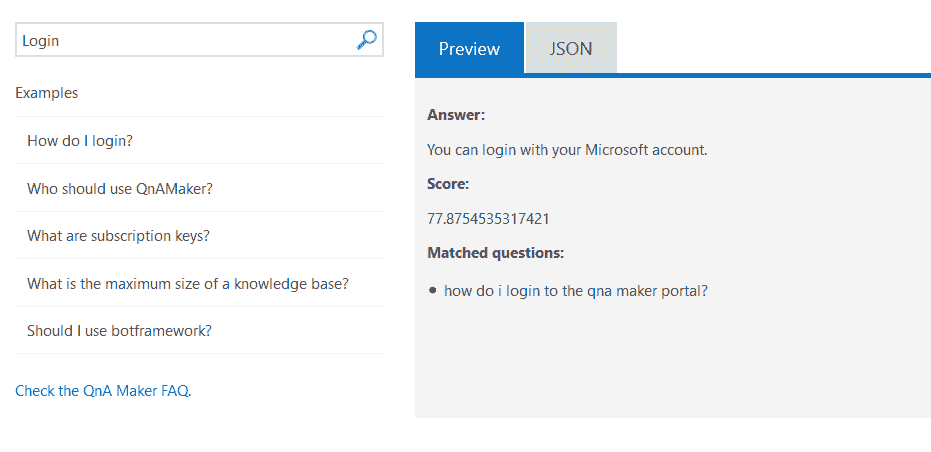 Login
Examples
How do I login?
Who should use QnAMaker?
What are subscription keys?
What is the maximum size of a knowledge base?
Should I use botframework?
Check the QnA Maker FAQ.
Preview JSON
Answer:
You can login with your Microsoft account.
Score:
77.8754535317421
Matched questions:
• how do i login to the qna maker portal?